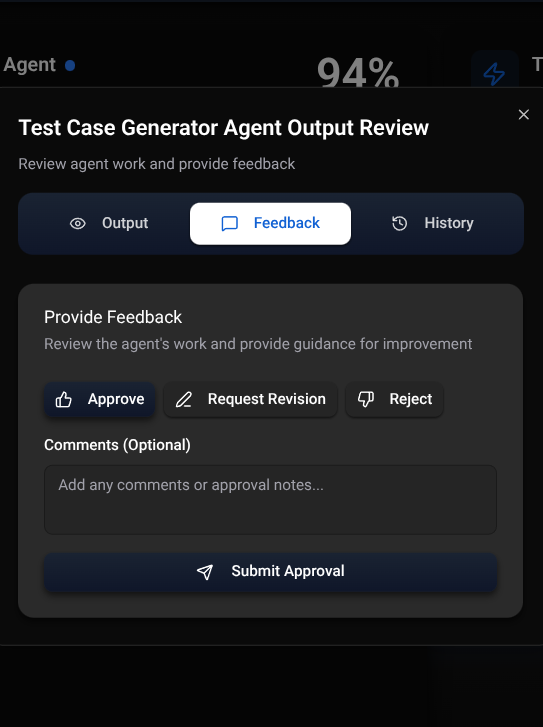 Agent
94%
T
Test Case Generator Agent Output Review
Review agent work and provide feedback
Output
Feedback
History
Provide Feedback
Review the agent's work and provide guidance for improvement
Approve
Request Revision
Reject
Comments (Optional)
Add any comments or approval notes...
Submit Approval